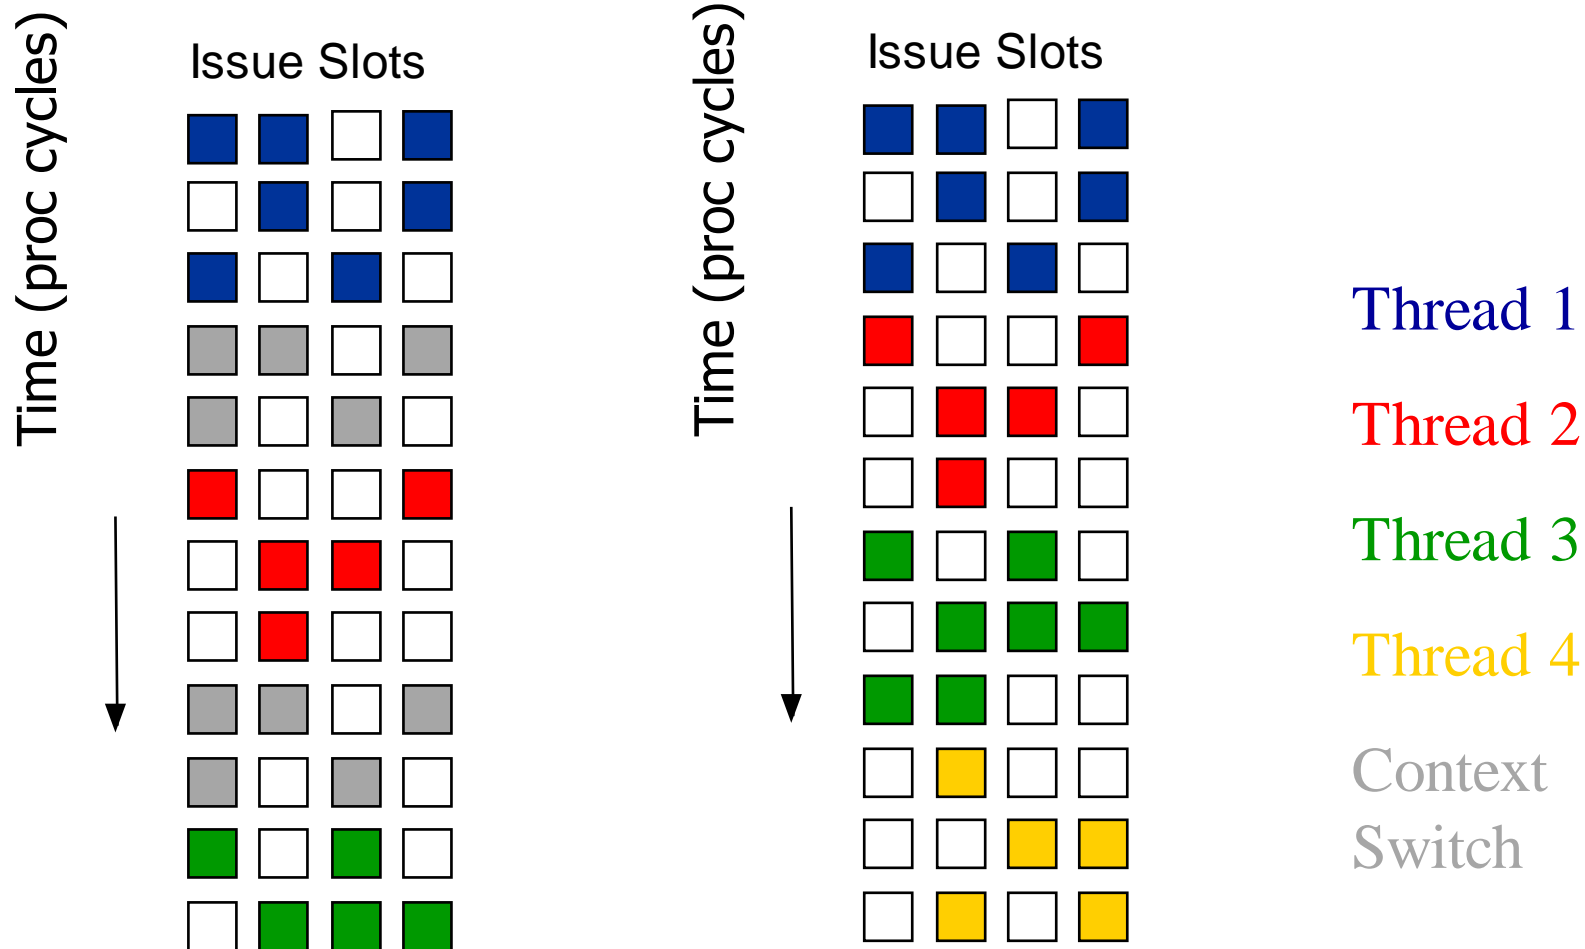 Time (proc cycles)
Issue Slots
Time (proc cycles)
Issue Slots
Thread 1
Thread 2
Thread 3
Thread 4
Context
Switch